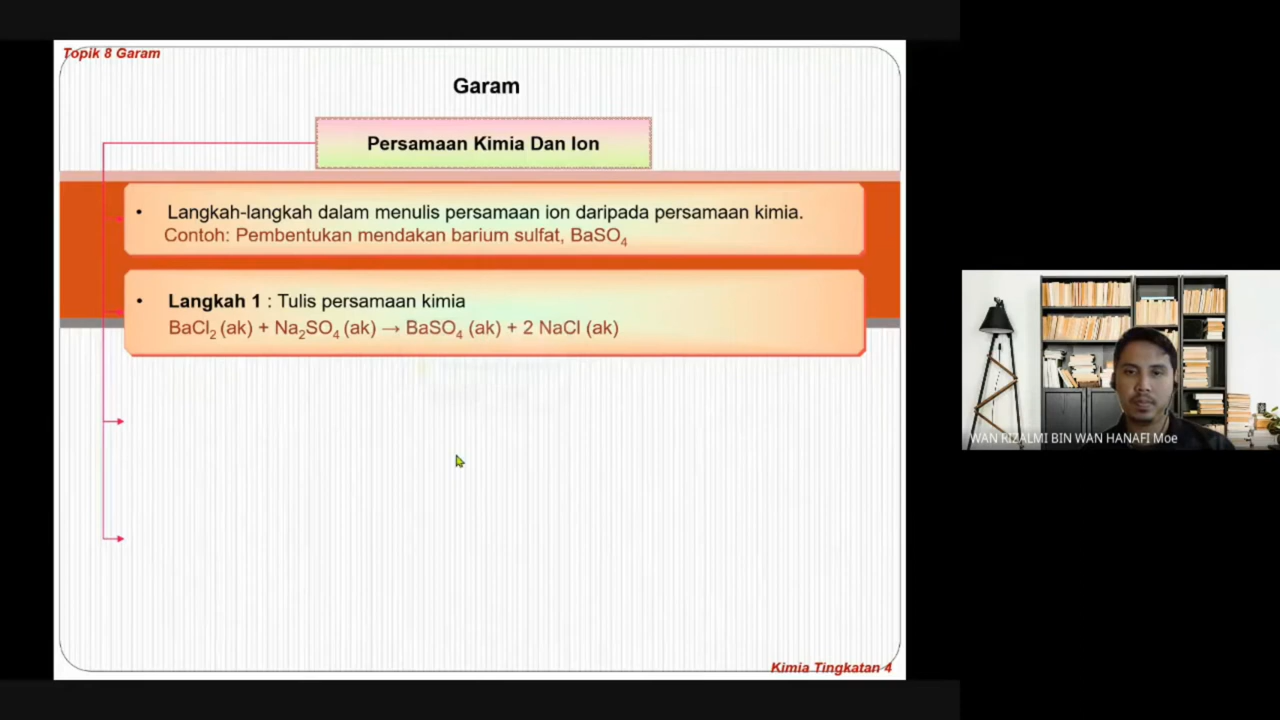 Topik 8 Garam
Garam
Persamaan Kimia Dan Ion
• Langkah-langkah dalam menulis persamaan ion daripada persamaan kimia.
Contoh: Pembentukan mendakan barium sulfat, BaSO₄
• Langkah 1 : Tulis persamaan kimia
BaCl₂ (ak) + Na₂SO₄ (ak) → BaSO₄ (ak) + 2 NaCl (ak)
WAN RIZALMI BIN WAN HANAFI Moe
Kimia Tingkatan 4